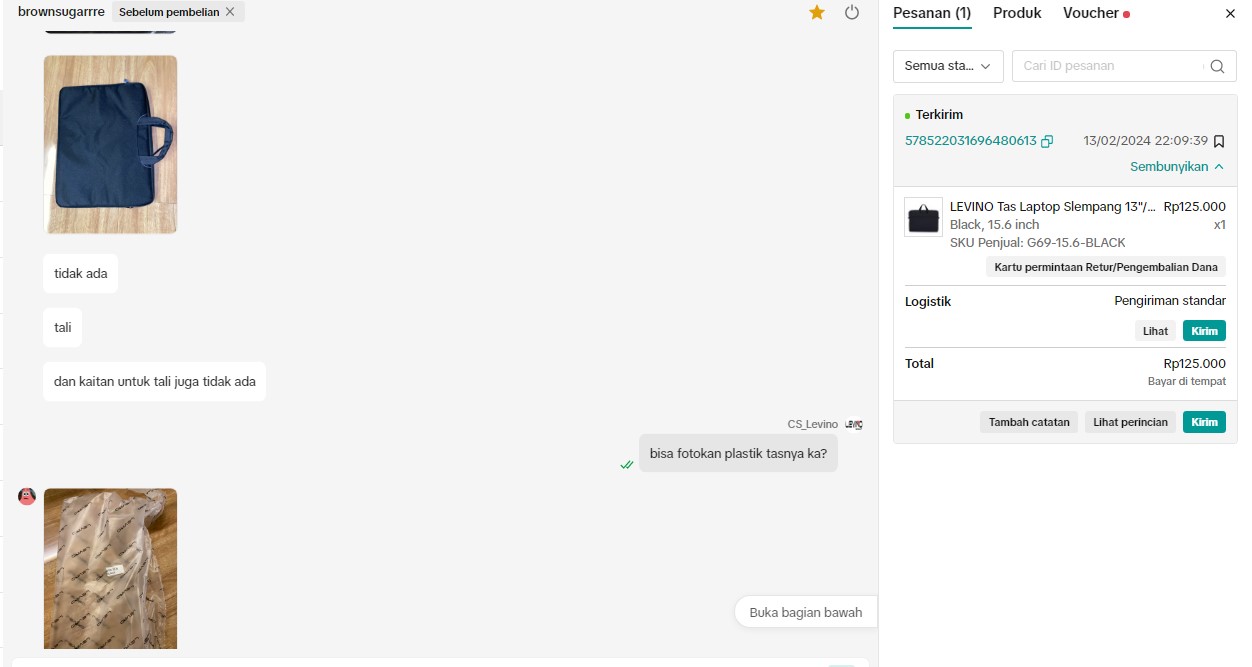 brownsugarrre
Sebelum pembelian
tidak ada
tali
dan kaitan untuk tali juga tidak ada
CS_Levino
bisa fotokan plastik tasnya ka?
Buka bagian bawah
Pesanan (1) Produk Voucher
Semua sta...
Cari ID pesanan
Terkirim
578522031696480613 13/02/2024 22:09:39
Sembunyikan
LEVINO Tas Laptop Slempang 13"/... Rp125.000
Black, 15.6 inch x1
SKU Penjual: G69-15.6-BLACK
Kartu permintaan Retur/Pengembalian Dana
Logistik Pengiriman standar
Lihat Kirim
Total Rp125.000
Bayar di tempat
Tambah catatan Lihat perincian Kirim